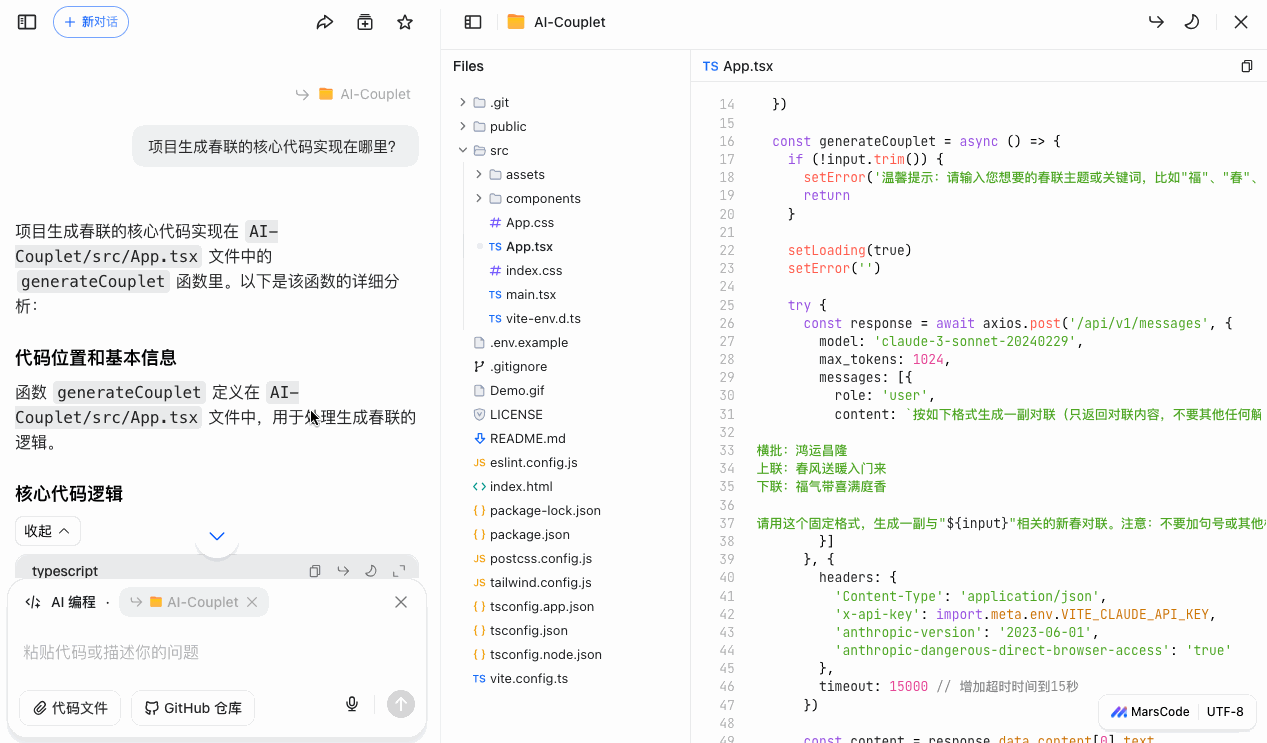 新对话
AI-Couplet
项目生成春联的核心代码实现在哪里?
项目生成春联的核心代码实现在 AI-
Couplet/src/App.tsx 文件中的
generateCouplet 函数里。以下是该函数的详细分
析：
代码位置和基本信息
函数 generateCouplet 定义在 AI-
Couplet/src/App.tsx 文件中，用于处理生成春联的
逻辑。
核心代码逻辑
收起
typescript
AI 编程 · AI-Couplet
粘贴代码或描述你的问题
代码文件
GitHub 仓库
AI-Couplet
Files
.git
public
src
assets
components
# App.css
TS App.tsx
# index.css
TS main.tsx
TS vite-env.d.ts
.env.example
.gitignore
Demo.gif
LICENSE
README.md
JS eslint.config.js
<> index.html
{ } package-lock.json
{ } package.json
JS postcss.config.js
JS tailwind.config.js
{ } tsconfig.app.json
{ } tsconfig.json
{ } tsconfig.node.json
TS vite.config.ts
TS App.tsx
14 })
15
16 const generateCouplet = async () => {
17 if (!input.trim()) {
18 setError('温馨提示：请输入您想要的春联主题或关键词，比如"福"、"春"、
19 return
20 }
21
22 setLoading(true)
23 setError('')
24
25 try {
26 const response = await axios.post('/api/v1/messages', {
27 model: 'claude-3-sonnet-20240229',
28 max_tokens: 1024,
29 messages: [{
30 role: 'user',
31 content: `按如下格式生成一副对联（只返回对联内容，不要其他任何解
32
33 横批：鸿运昌隆
34 上联：春风送暖入门来
35 下联：福气带喜满庭香
36
37 请用这个固定格式，生成一副与"${input}"相关的新春对联。注意：不要加句号或其他
38 }]
39 }, {
40 headers: {
41 'Content-Type': 'application/json',
42 'x-api-key': import.meta.env.VITE_CLAUDE_API_KEY,
43 'anthropic-version': '2023-06-01',
44 'anthropic-dangerous-direct-browser-access': 'true'
45 },
46 timeout: 15000 // 增加超时时间到15秒
47 })
48
49 const content = response.data.content[0].text
MarsCode UTF-8